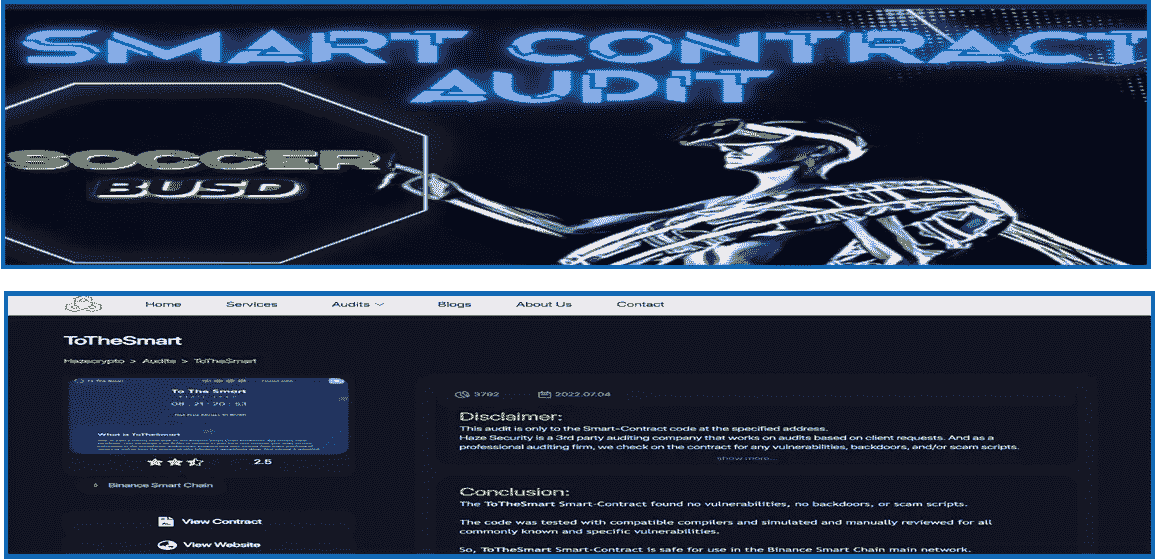 SMART CONTRACT
AUDIT
SOCCER
BUSD
Home Services Audits Blogs About Us Contact
ToTheSmart
Hazecrypto > Audits > ToTheSmart
To The Smart
08 : 21 : 20 : 53
What is ToTheSmart
2.5
Binance Smart Chain
View Contract
View Website
3792 2022.07.04
Disclaimer:
This audit is only to the Smart-Contract code at the specified address.
Haze Security is a 3rd party auditing company that works on audits based on client requests. And as a
professional auditing firm, we check on the contract for any vulnerabilities, backdoors, and/or scam scripts.
show more...
Conclusion:
The ToTheSmart Smart-Contract found no vulnerabilities, no backdoors, or scam scripts.
The code was tested with compatible compilers and simulated and manually reviewed for all
commonly known and specific vulnerabilities.
So, ToTheSmart Smart-Contract is safe for use in the Binance Smart Chain main network.